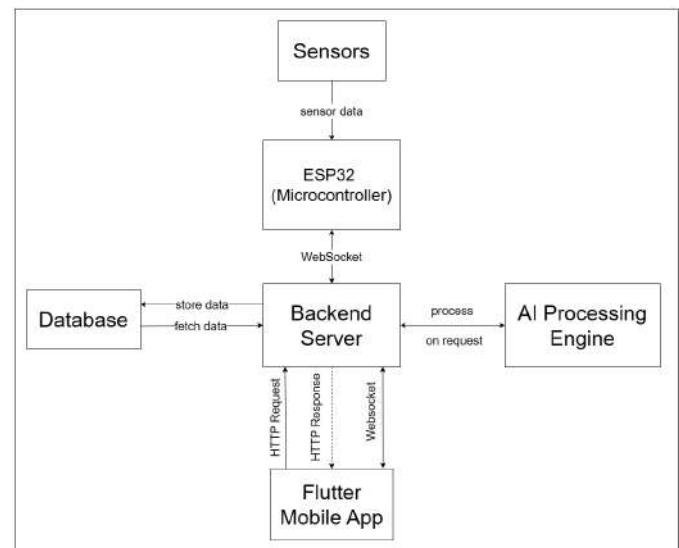 Sensors
sensor data
ESP32
(Microcontroller)
WebSocket
Database
store data
fetch data
Backend
Server
process
on request
AI Processing
Engine
HTTP Request
HTTP Response
Websocket
Flutter
Mobile App